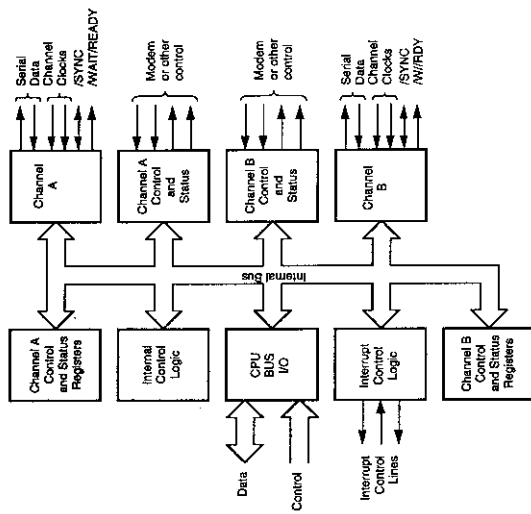 Channel A
Control
and Status
Registers
Channel
A
Serial
Data
Channel
Clocks
/SYNC
/WAIT/READY
Internal
Control
Logic
Channel A
Control
and
Status
Modem
or other
control
Data
Control
CPU
BUS
I/O
Internal bus
Channel B
Control
and
Status
Modem
or other
control
Interrupt
Control
Lines
Interrupt
Control
Logic
Channel
B
Serial
Data
Channel
Clocks
/SYNC
/W//RDY
Channel B
Control
and Status
Registers